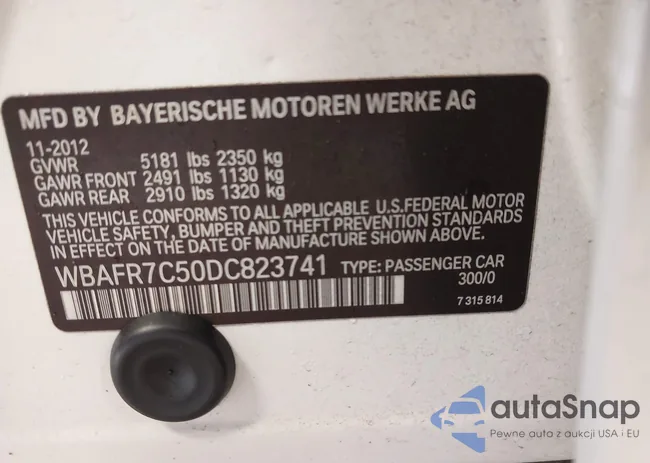 MFD BY BAYERISCHE MOTOREN WERKE AG
11-2012
GVWR 5181 lbs 2350 kg
GAWR FRONT 2491 lbs 1130 kg
GAWR REAR 2910 lbs 1320 kg
THIS VEHICLE CONFORMS TO ALL APPLICABLE U.S.FEDERAL MOTOR
VEHICLE SAFETY, BUMPER AND THEFT PREVENTION STANDARDS
IN EFFECT ON THE DATE OF MANUFACTURE SHOWN ABOVE.
WBAFR7C50DC823741 TYPE: PASSENGER CAR
300/0
7 315 814
autaSnap
Pewne auta z aukcji USA i EU